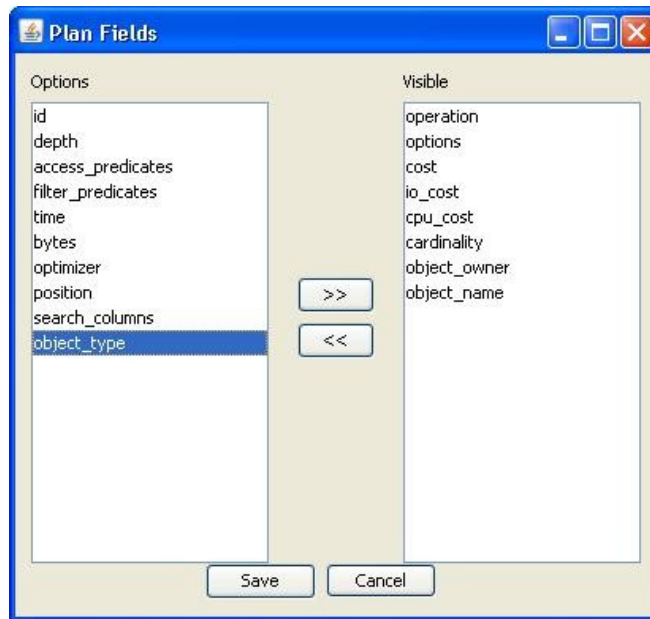 Plan Fields
Options
id
depth
access_predicates
filter_predicates
time
bytes
optimizer
position
search_columns
object_type
>>
<<
Visible
operation
options
cost
io_cost
cpu_cost
cardinality
object_owner
object_name
Save
Cancel